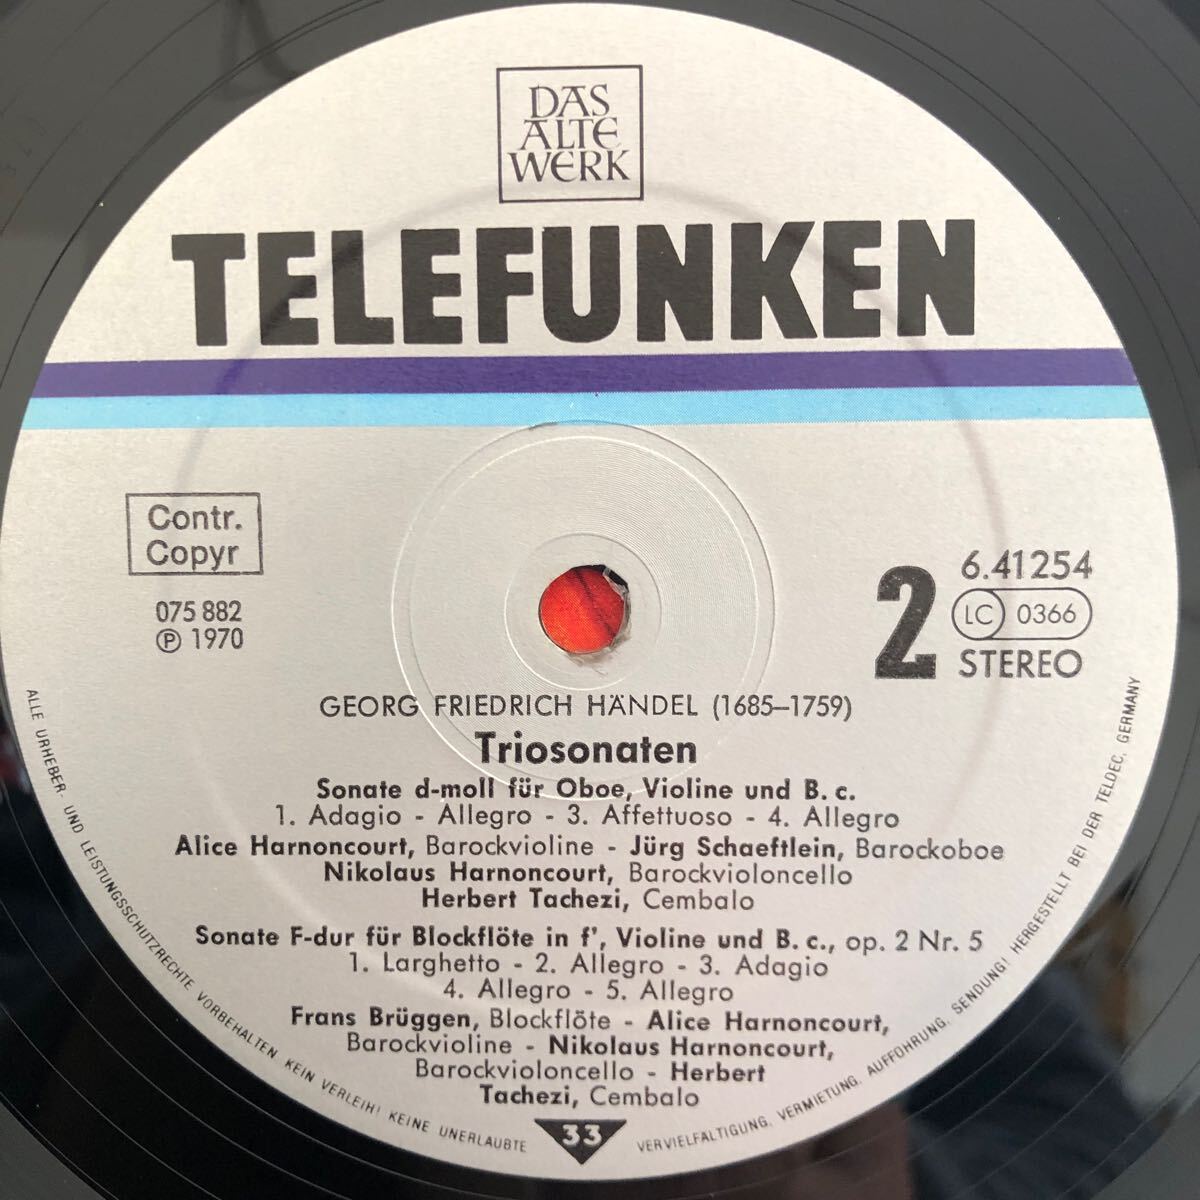 DAS
ALTE
WERK
TELEFUNKEN
Contr.
Copyr
075 882
℗ 1970
2
6.41254
LC 0366
STEREO
GEORG FRIEDRICH HÄNDEL (1685–1759)
Triosonaten
Sonate d-moll für Oboe, Violine und B. c.
1. Adagio - Allegro - 3. Affettuoso - 4. Allegro
Alice Harnoncourt, Barockvioline - Jürg Schaeftlein, Barockoboe
Nikolaus Harnoncourt, Barockvioloncello
Herbert Tachezi, Cembalo
Sonate F-dur für Blockflöte in f', Violine und B. c., op. 2 Nr. 5
1. Larghetto - 2. Allegro - 3. Adagio
4. Allegro - 5. Allegro
Frans Brüggen, Blockflöte - Alice Harnoncourt,
Barockvioline - Nikolaus Harnoncourt,
Barockvioloncello - Herbert
Tachezi, Cembalo
33
ALLE URHEBER- UND LEISTUNGSSCHUTZRECHTE VORBEHALTEN KEIN VERLEIH! KEINE UNERLAUBTE VERVIELFÄLTIGUNG, VERMIETUNG, AUFFÜHRUNG, SENDUNG! HERGESTELLT BEI DER TELDEC, GERMANY